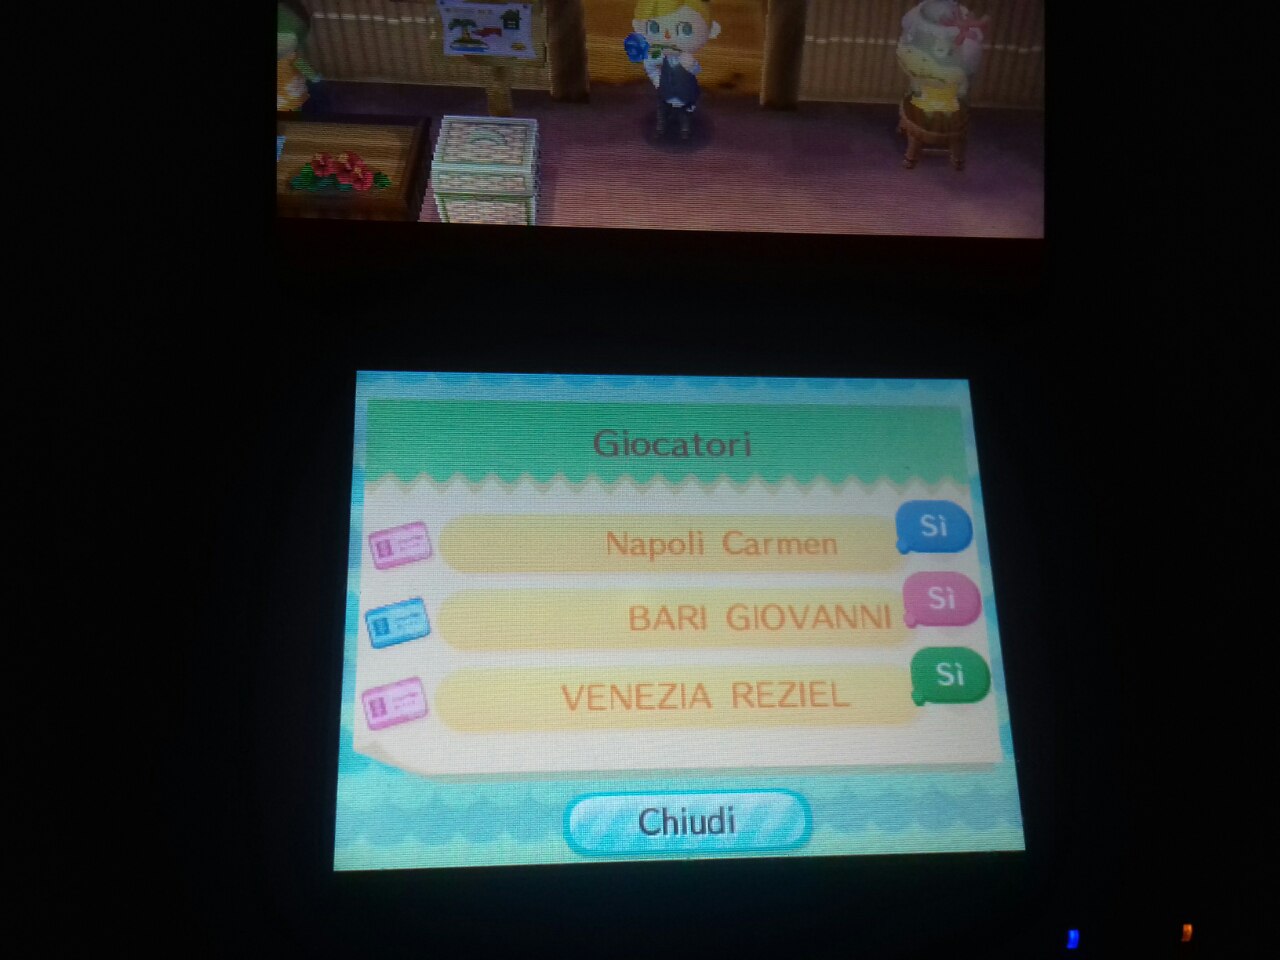 Giocatori
Napoli Carmen Sì
BARI GIOVANNI Sì
VENEZIA REZIEL Sì
Chiudi